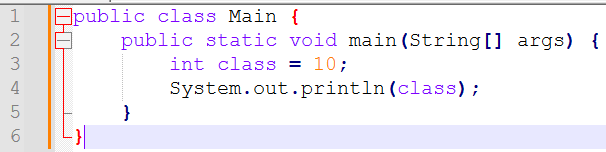 1 public class Main {
2     public static void main(String[] args) {
3         int class = 10;
4         System.out.println(class);
5     }
6 }